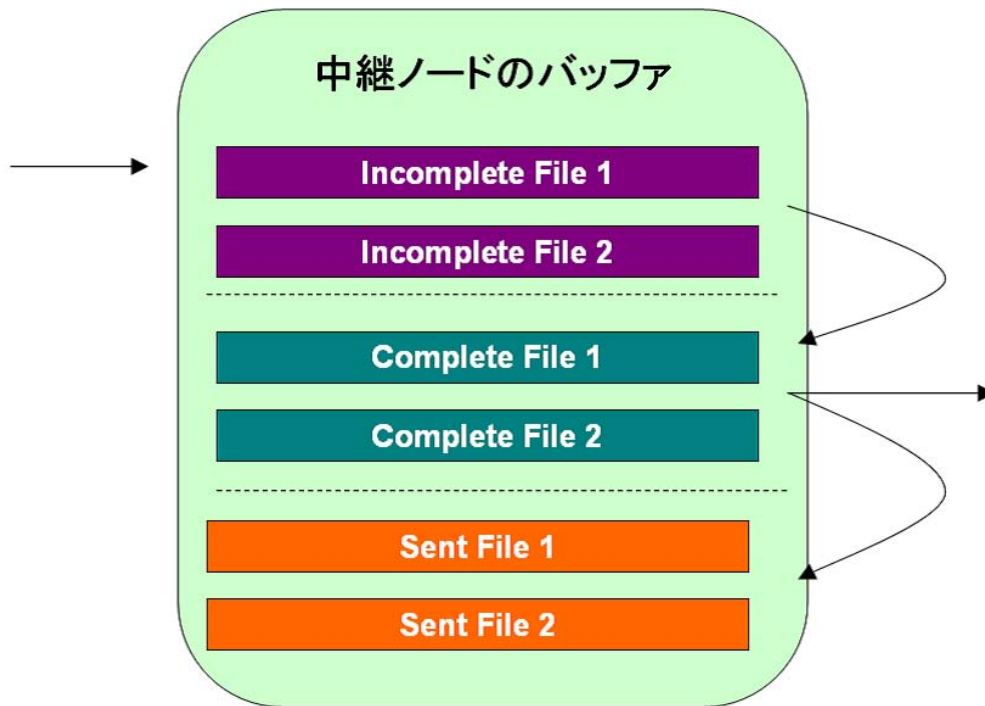 中継ノードのバッファ
Incomplete File 1
Incomplete File 2
Complete File 1
Complete File 2
Sent File 1
Sent File 2